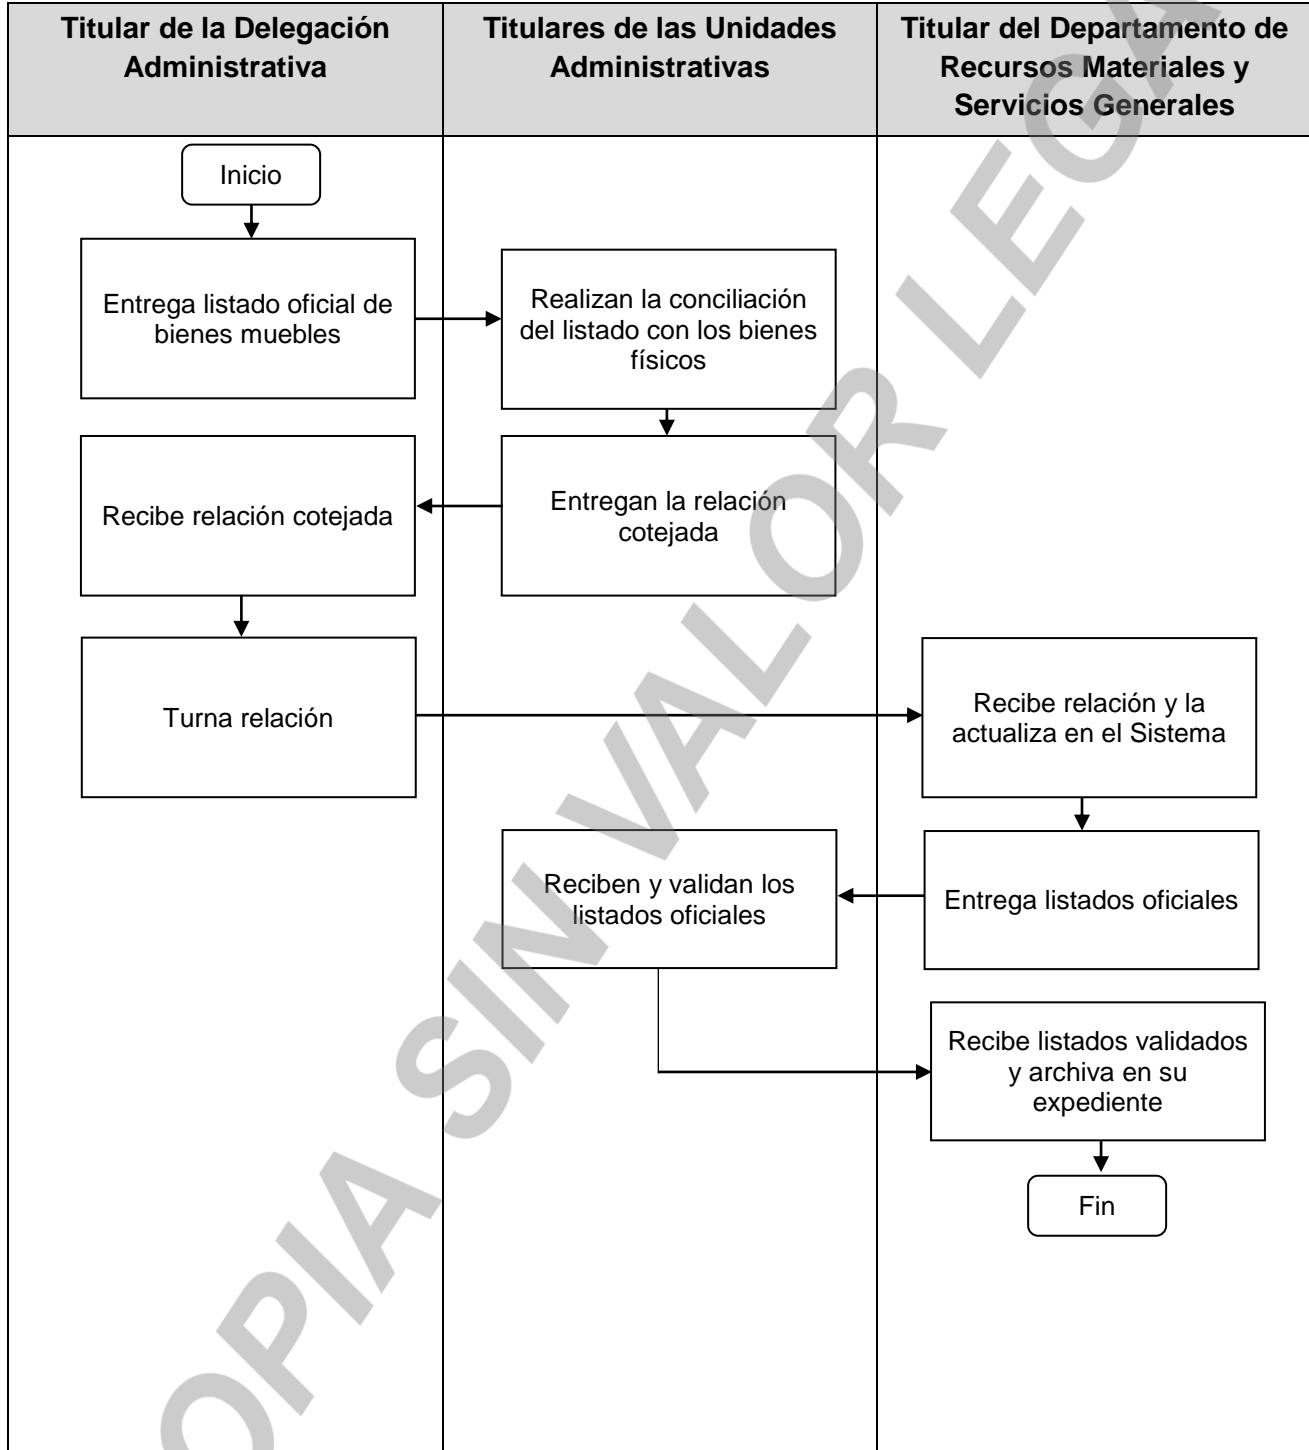 Titular de la Delegación
Administrativa
Titulares de las Unidades
Administrativas
Titular del Departamento de
Recursos Materiales y
Servicios Generales
Inicio
Entrega listado oficial de
bienes muebles
Realizan la conciliación
del listado con los bienes
físicos
Recibe relación cotejada
Entregan la relación
cotejada
Turna relación
Recibe relación y la
actualiza en el Sistema
Reciben y validan los
listados oficiales
Entrega listados oficiales
Recibe listados validados
y archiva en su
expediente
Fin
OPIA SIN VALOR LEGA